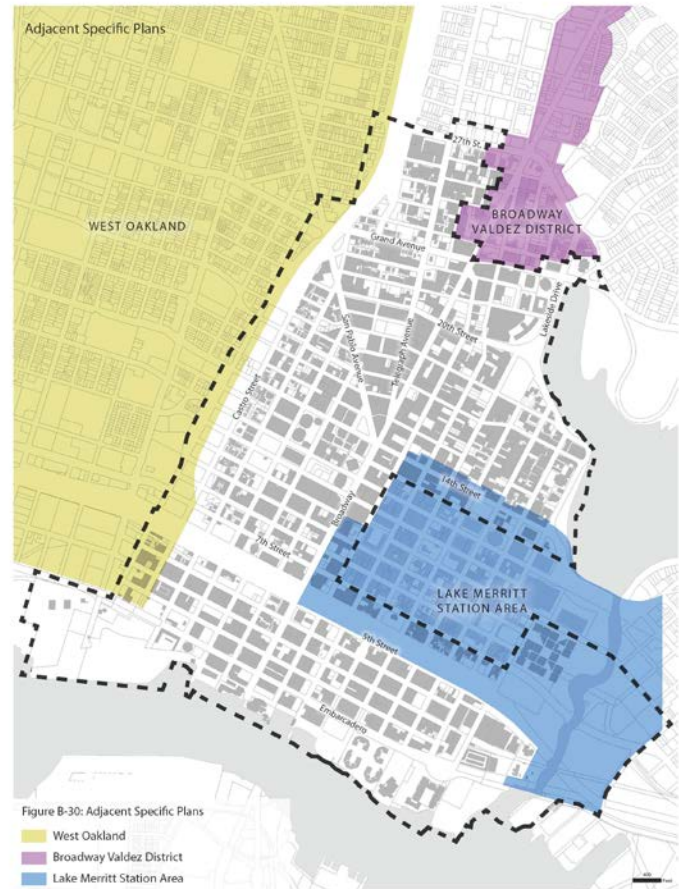 Adjacent Specific Plans
27th St.
WEST OAKLAND
BROADWAY
VALDEZ DISTRICT
Grand Avenue
Lakeside Drive
20th Street
San Pablo Avenue
Telegraph Avenue
Castro Street
14th Street
Broadway
7th Street
LAKE MERRITT
STATION AREA
5th Street
Embarcadero
Figure B-30: Adjacent Specific Plans
West Oakland
Broadway Valdez District
Lake Merritt Station Area